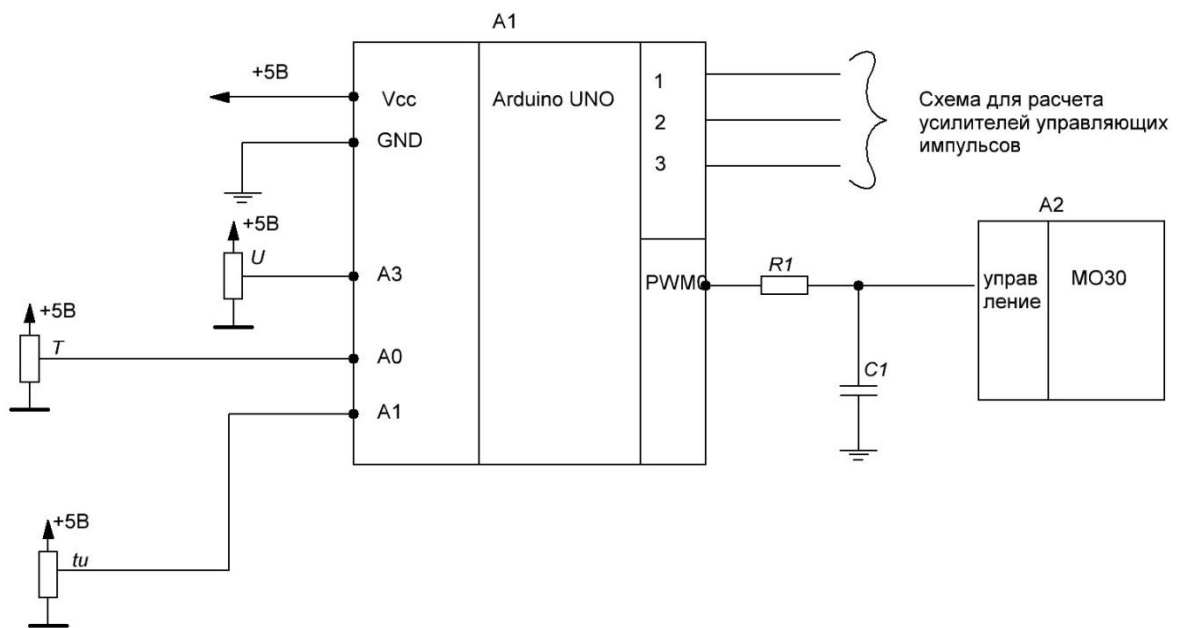 A1
+5В
Vcc
Arduino UNO
1
2
3
GND
Схема для расчета
усилителей управляющих
импульсов
+5В
U
A3
A2
PWM0
R1
управ
ление
МО30
+5В
T
A0
C1
A1
+5В
tu